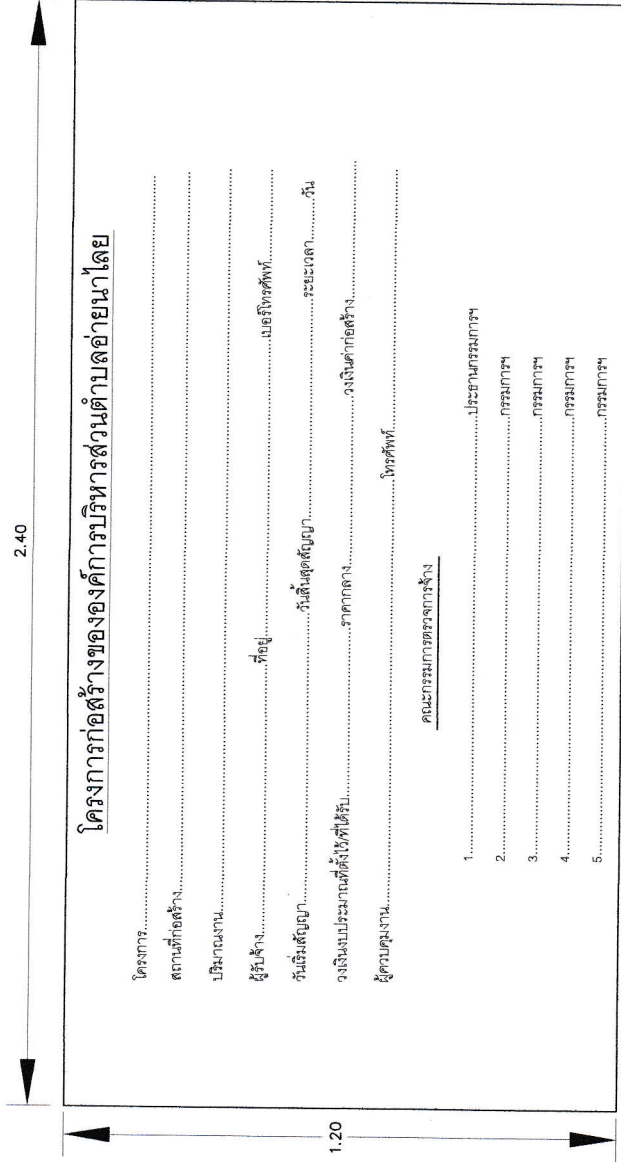 2.40
1.20
โครงการก่อสร้างขององค์การบริหารส่วนตำบลอ่ายนาไลย
โครงการ..........................................................................................
สถานที่ก่อสร้าง..........................................................................................
ปริมาณงาน..........................................................................................
ผู้รับจ้าง..............................ที่อยู่..............................เบอร์โทรศัพท์....................
วันเริ่มสัญญา..............................วันสิ้นสุดสัญญา..............................ระยะเวลา..........วัน
วงเงินงบประมาณที่ตั้งไว้/ที่ได้รับ....................ราคากลาง....................วงเงินค่าก่อสร้าง....................
ผู้ควบคุมงาน............................................................โทรศัพท์..............................
คณะกรรมการตรวจการจ้าง
1............................................................ประธานกรรมการฯ
2............................................................กรรมการฯ
3............................................................กรรมการฯ
4............................................................กรรมการฯ
5............................................................กรรมการฯ